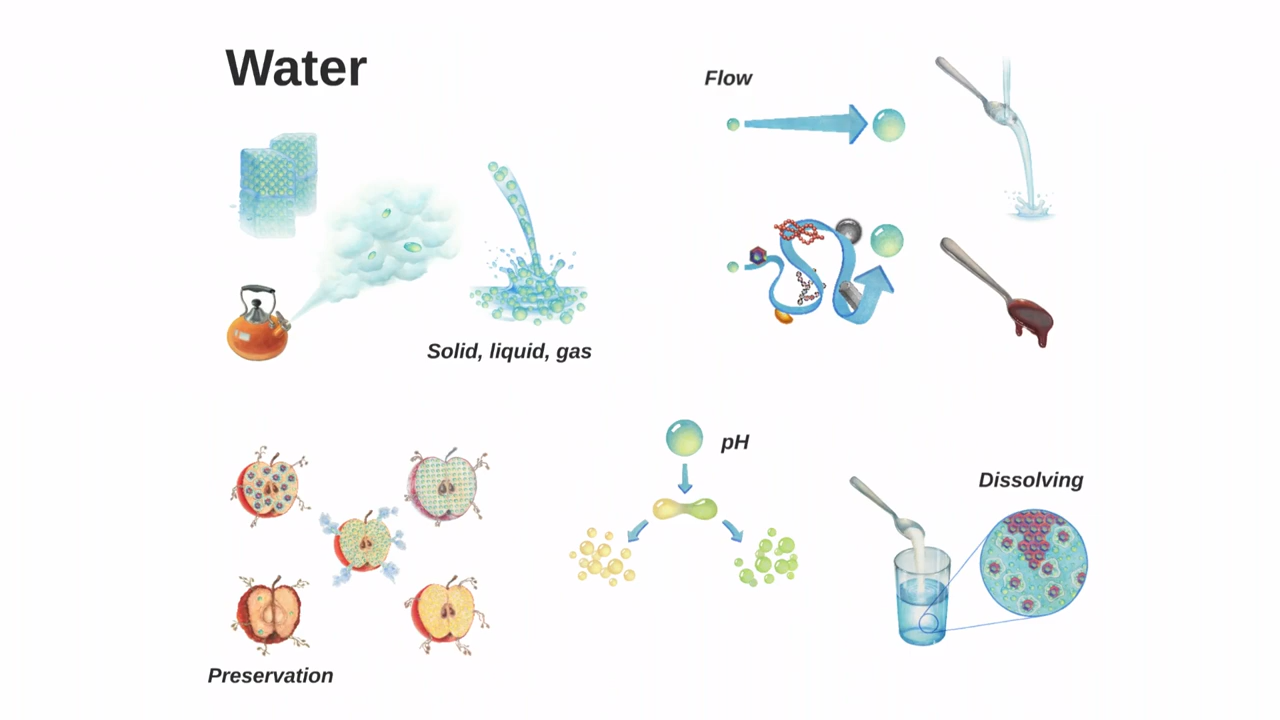 Water
Flow
Solid, liquid, gas
pH
Dissolving
Preservation